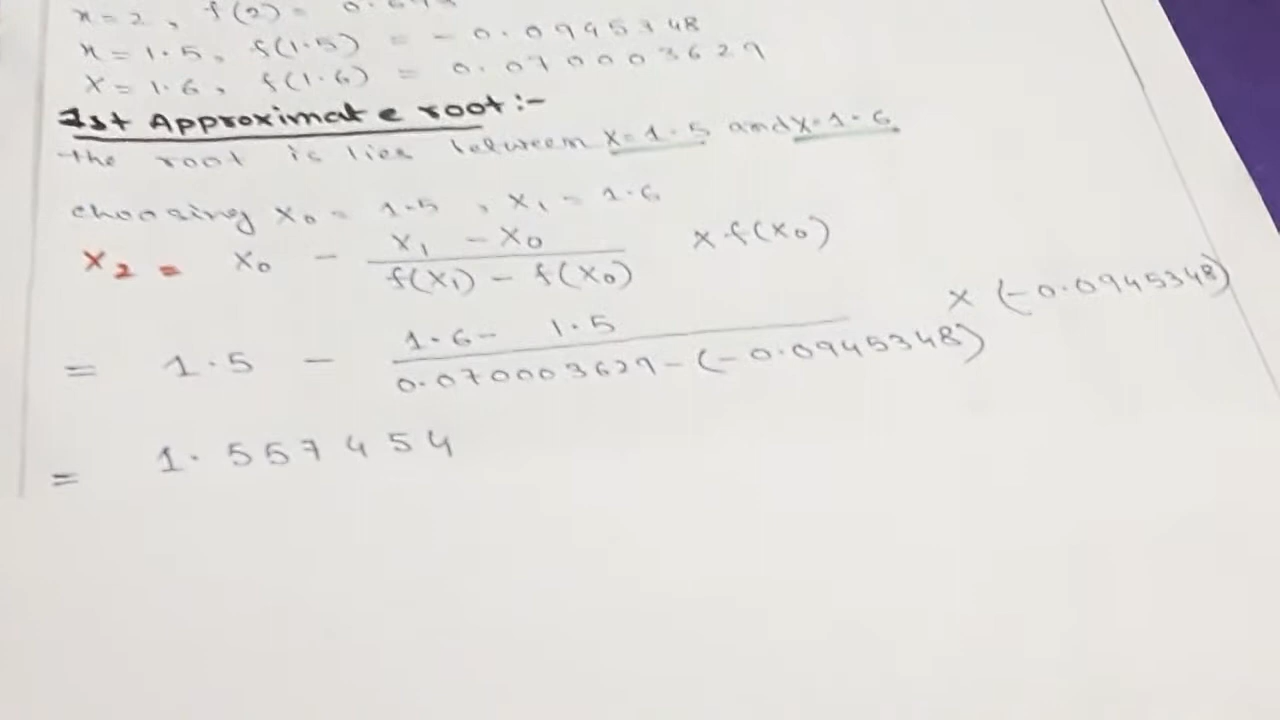 x=2, f(2)=
x=1.5, f(1.5) = -0.0945348
x=1.6, f(1.6) = 0.070003629
1st Approximate root:-
the root is lies between x=1.5 and x=1.6
choosing x₀ = 1.5, x₁ = 1.6
x₂ = x₀ - (x₁ - x₀)/(f(x₁) - f(x₀)) × f(x₀)
= 1.5 - (1.6 - 1.5)/(0.070003629 - (-0.0945348)) × (-0.0945348)
= 1.557454